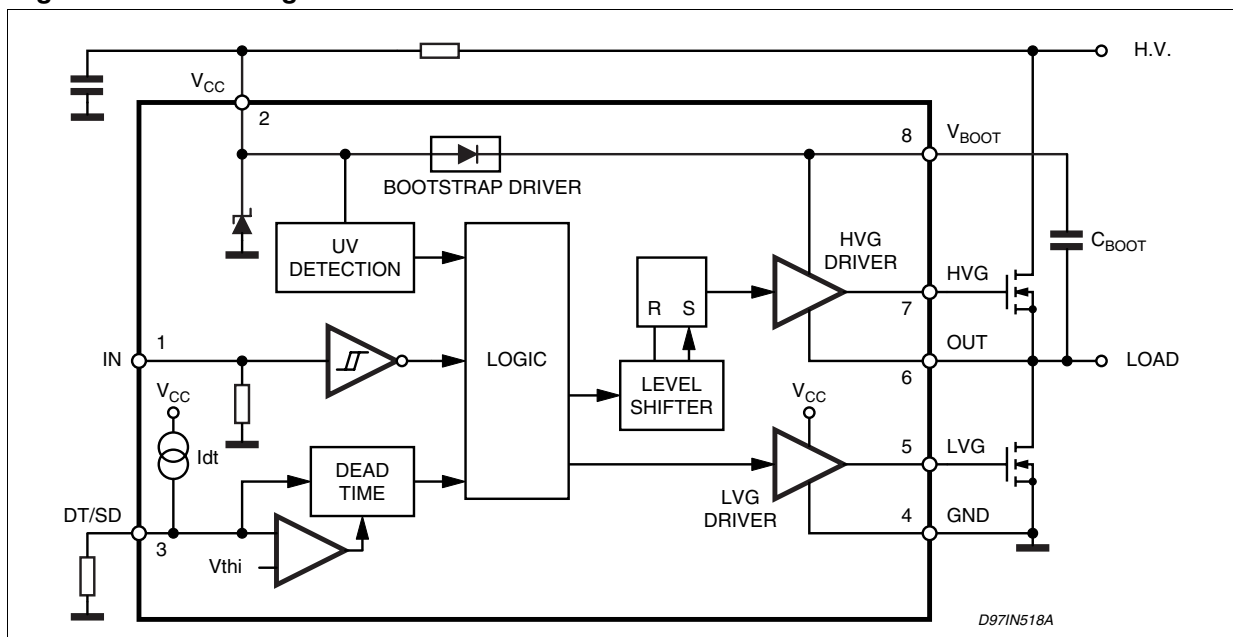 H.V.
VCC
2
8
VBOOT
BOOTSTRAP DRIVER
CBOOT
UV
DETECTION
HVG
DRIVER
HVG
7
R S
IN
1
LOGIC
OUT
6
LOAD
LEVEL
SHIFTER
VCC
VCC
Idt
5
LVG
DEAD
TIME
LVG
DRIVER
4
GND
DT/SD
3
Vthi
D97IN518A